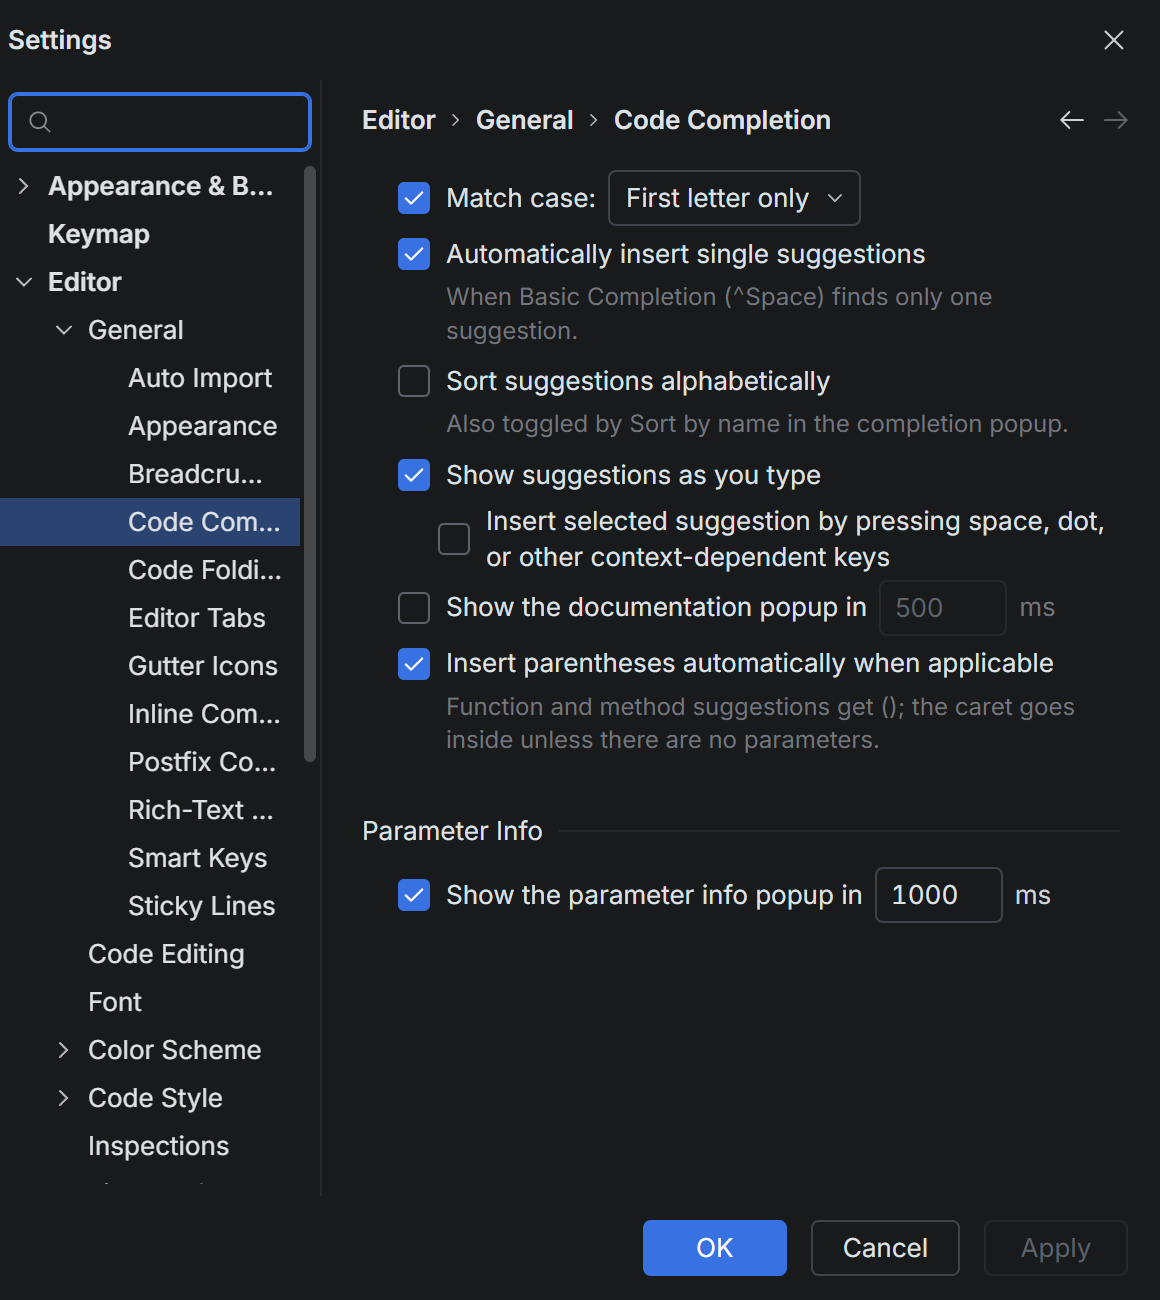 Settings
Appearance & B...
Keymap
Editor
General
Auto Import
Appearance
Breadcru...
Code Com...
Code Foldi...
Editor Tabs
Gutter Icons
Inline Com...
Postfix Co...
Rich-Text ...
Smart Keys
Sticky Lines
Code Editing
Font
Color Scheme
Code Style
Inspections
Editor › General › Code Completion
Match case: First letter only
Automatically insert single suggestions
When Basic Completion (^Space) finds only one
suggestion.
Sort suggestions alphabetically
Also toggled by Sort by name in the completion popup.
Show suggestions as you type
Insert selected suggestion by pressing space, dot,
or other context-dependent keys
Show the documentation popup in 500 ms
Insert parentheses automatically when applicable
Function and method suggestions get (); the caret goes
inside unless there are no parameters.
Parameter Info
Show the parameter info popup in 1000 ms
OK Cancel Apply